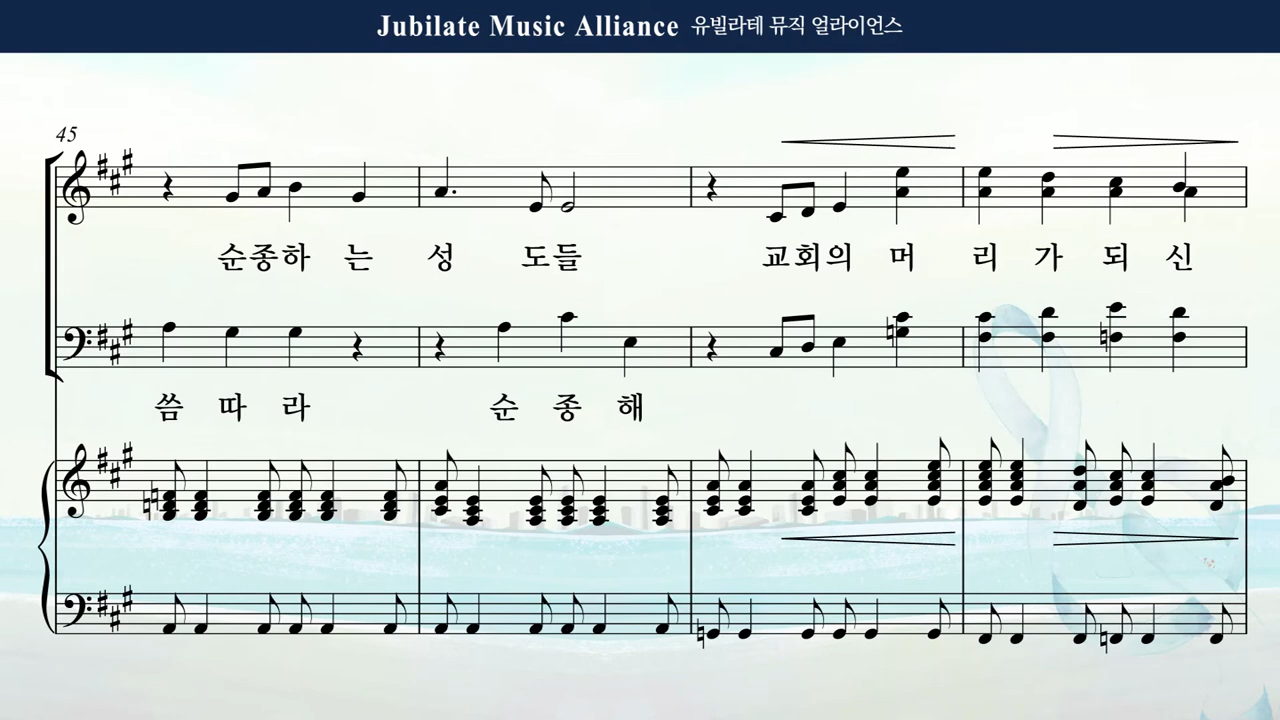 Jubilate Music Alliance 유빌라테 뮤직 얼라이언스
45
순종하 는 성 도들 교회의 머 리 가 되 신
씀 따 라 순 종 해